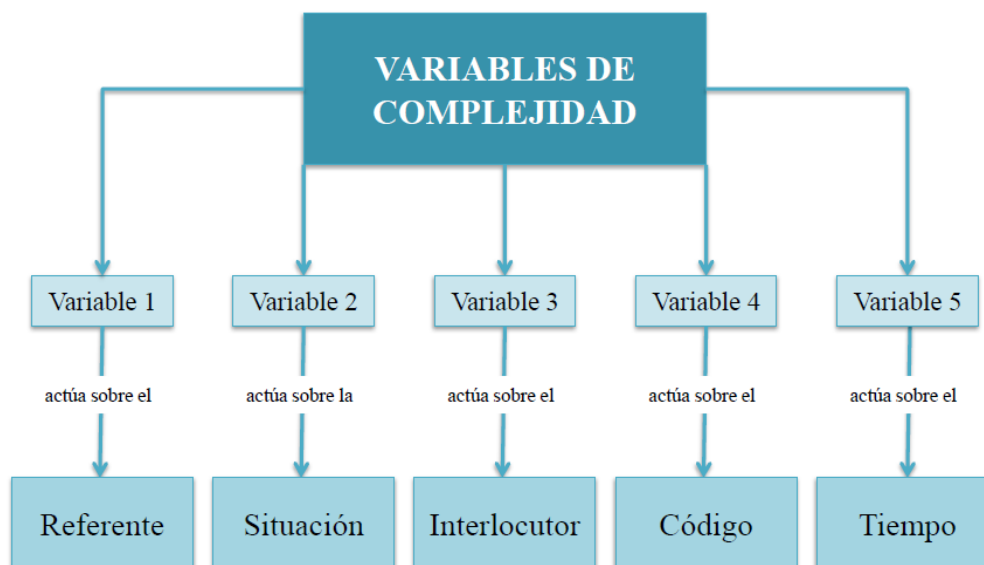 VARIABLES DE
COMPLEJIDAD
Variable 1
Variable 2
Variable 3
Variable 4
Variable 5
actúa sobre el
actúa sobre la
actúa sobre el
actúa sobre el
actúa sobre el
Referente
Situación
Interlocutor
Código
Tiempo